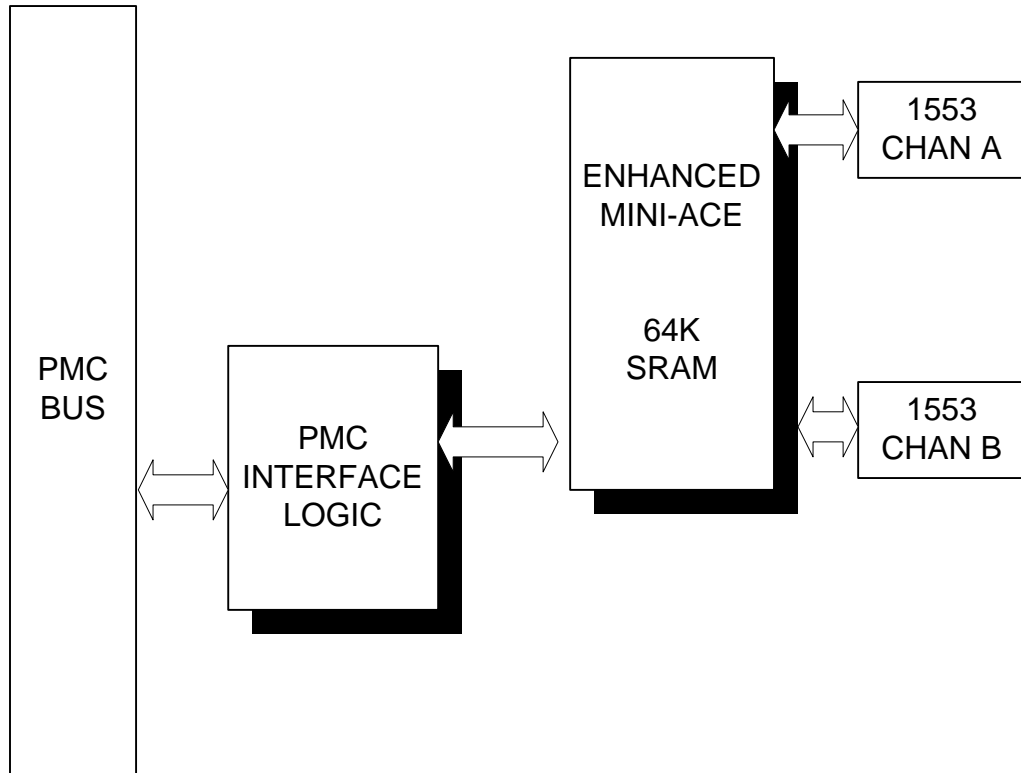 PMC
BUS
PMC
INTERFACE
LOGIC
ENHANCED
MINI-ACE
64K
SRAM
1553
CHAN A
1553
CHAN B